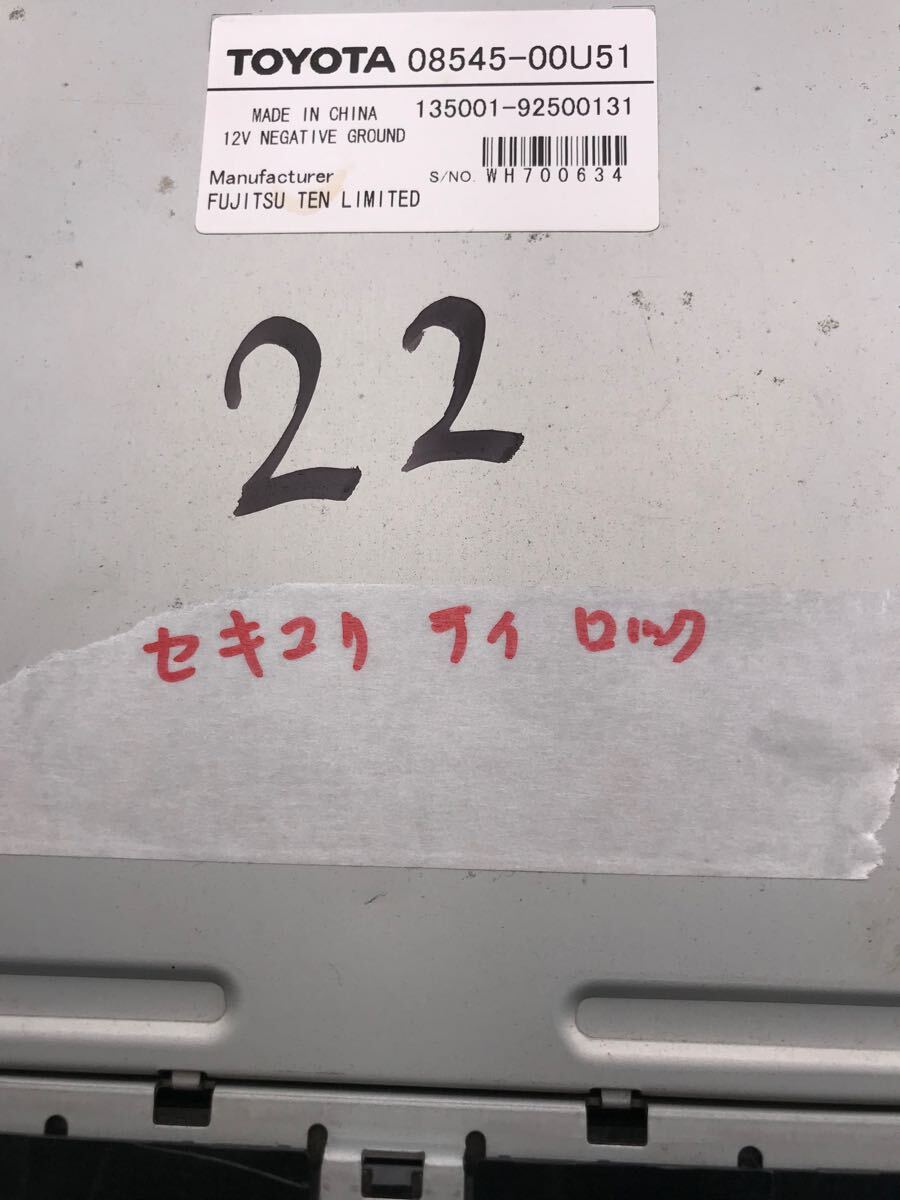 TOYOTA 08545-00U51
MADE IN CHINA 135001-92500131
12V NEGATIVE GROUND
Manufacturer S/NO. WH700634
FUJITSU TEN LIMITED
22
セキュリティロック